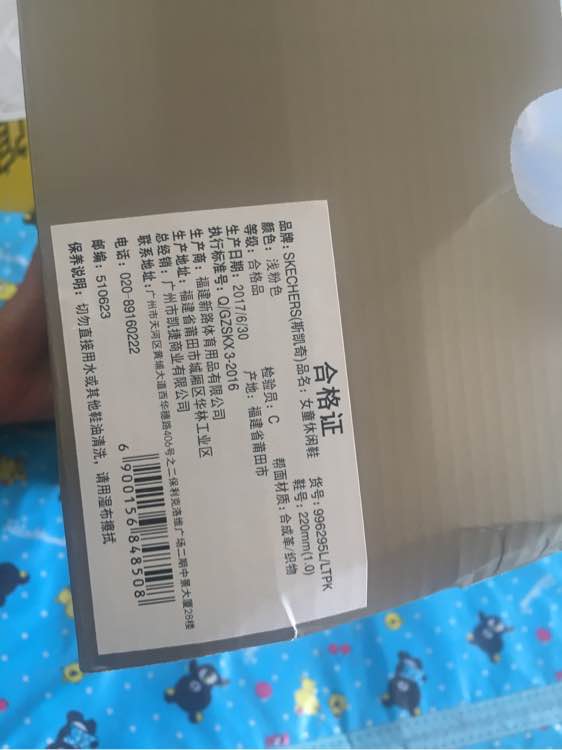 合格证
品牌：SKECHERS(斯凯奇) 品名：女童休闲鞋 货号：996295L/LTPK
颜色：浅粉色 鞋号：220mm(1.0)
等级：合格品 检验员：C 帮面材质：合成革/织物
生产日期：2017/6/30 产地：福建省莆田市
执行标准号：Q/GZSKX 3-2016
生产商：福建新路体育用品有限公司
生产地址：福建省莆田市城厢区华林工业区
总经销：广州市凯捷商业有限公司
联系地址：广州市天河区黄埔大道西华穗路406号之二保利克洛维广场二期中景大厦28楼
电话：020-89160222
邮编：510623
6 900156 848508
保养说明：切勿直接用水或其他鞋油清洗，请用湿布擦拭